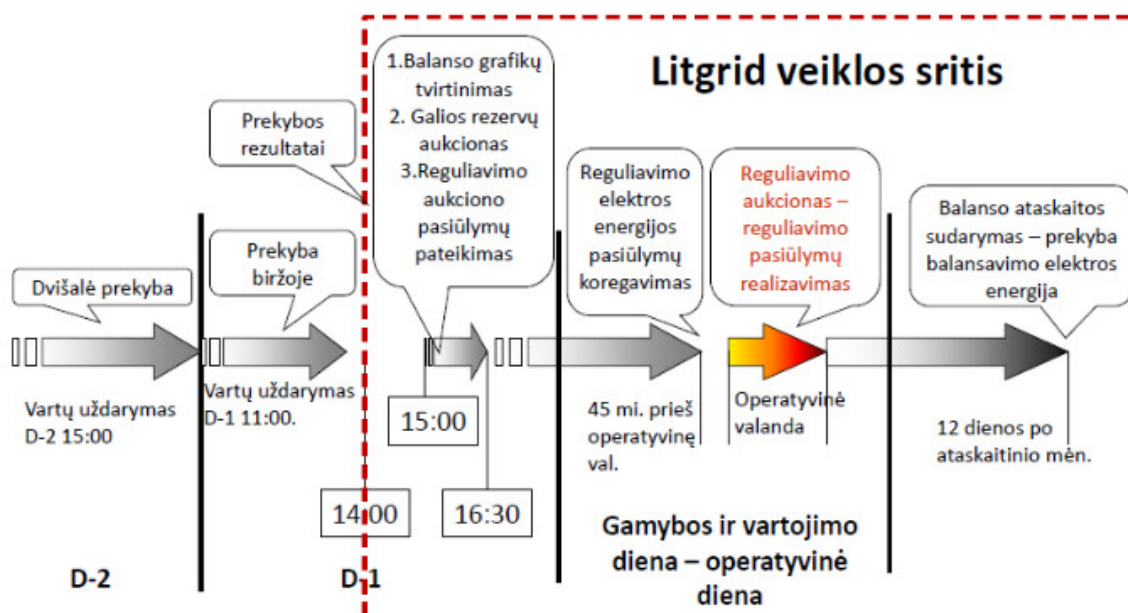 Litgrid veiklos sritis
Prekybos
rezultatai
1.Balanso grafikų
tvirtinimas
2. Galios rezervų
aukcionas
3.Reguliavimo
aukciono
pasiūlymų
pateikimas
Reguliavimo
elektros
energijos
pasiūlymų
koregavimas
Reguliavimo
aukcionas –
reguliavimo
pasiūlymų
realizavimas
Balanso ataskaitos
sudarymas – prekyba
balansavimo elektros
energija
Dvišalė prekyba
Prekyba
biržoje
Vartų uždarymas
D-2 15:00
Vartų uždarymas
D-1 11:00.
15:00
14:00
16:30
45 mi. prieš
operatyvinę
val.
Operatyvinė
valanda
12 dienos po
ataskaitinio mėn.
D-2
D-1
Gamybos ir vartojimo
diena – operatyvinė
diena